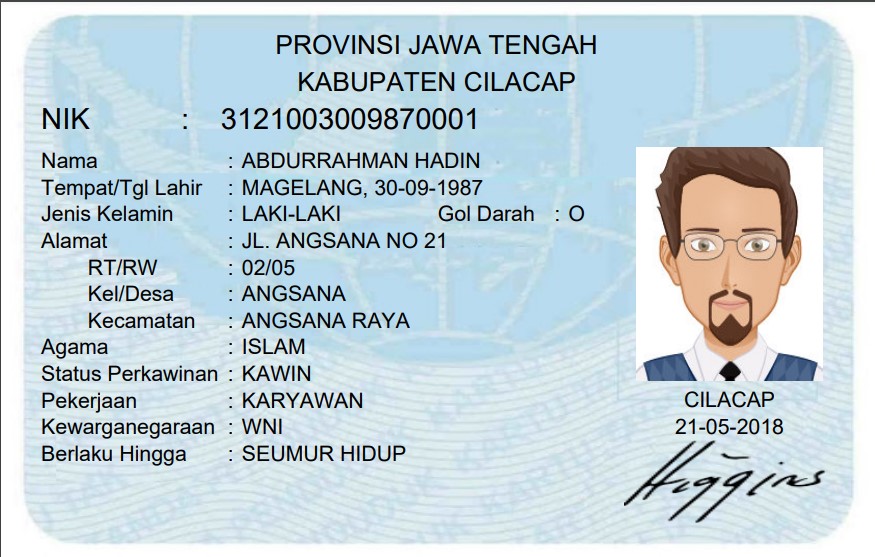 PROVINSI JAWA TENGAH
KABUPATEN CILACAP
NIK : 3121003009870001
Nama : ABDURRAHMAN HADIN
Tempat/Tgl Lahir : MAGELANG, 30-09-1987
Jenis Kelamin : LAKI-LAKI Gol Darah : O
Alamat : JL. ANGSANA NO 21
RT/RW : 02/05
Kel/Desa : ANGSANA
Kecamatan : ANGSANA RAYA
Agama : ISLAM
Status Perkawinan : KAWIN
Pekerjaan : KARYAWAN
Kewarganegaraan : WNI
Berlaku Hingga : SEUMUR HIDUP
CILACAP
21-05-2018
Higgins